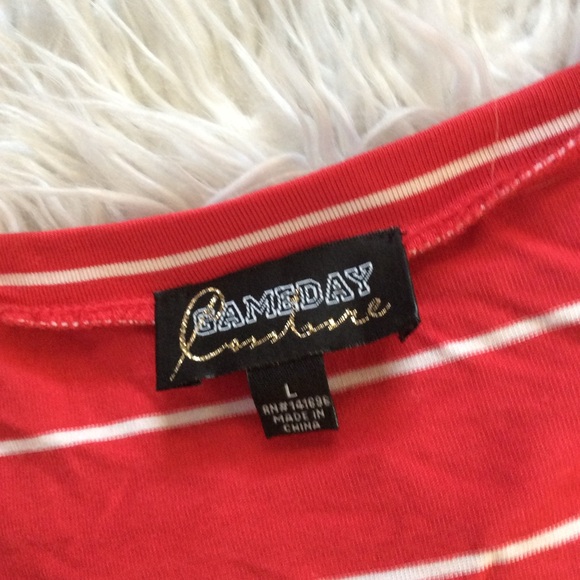 GAMEDAY
Couture
L
RN#141696
MADE IN
CHINA